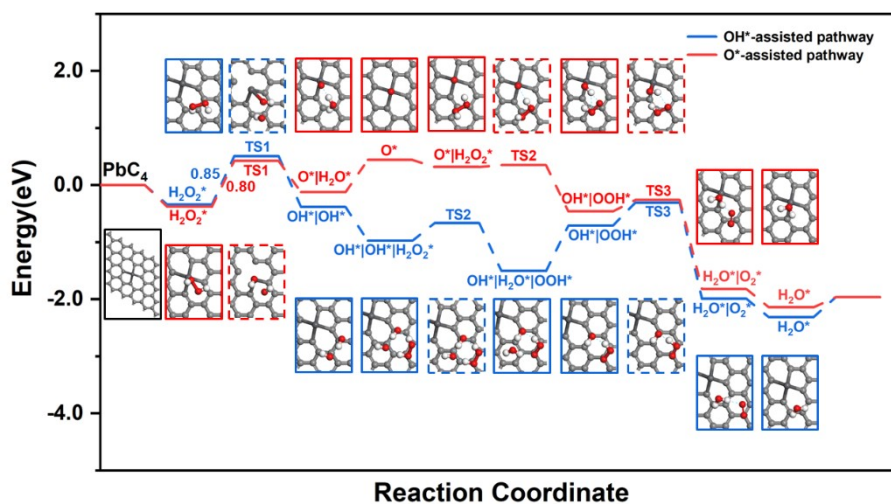 OH*-assisted pathway
O*-assisted pathway
2.0
0.0
-2.0
-4.0
Energy(eV)
Reaction Coordinate
PbC₄
H₂O₂*
H₂O₂*
0.85
0.80
TS1
TS1
O*|H₂O*
OH*|OH*
O*
OH*|OH*|H₂O₂*
O*|H₂O₂*
TS2
TS2
OH*|H₂O*|OOH*
OH*|OOH*
OH*|OOH*
TS3
TS3
H₂O*|O₂*
H₂O*|O₂*
H₂O*
H₂O*